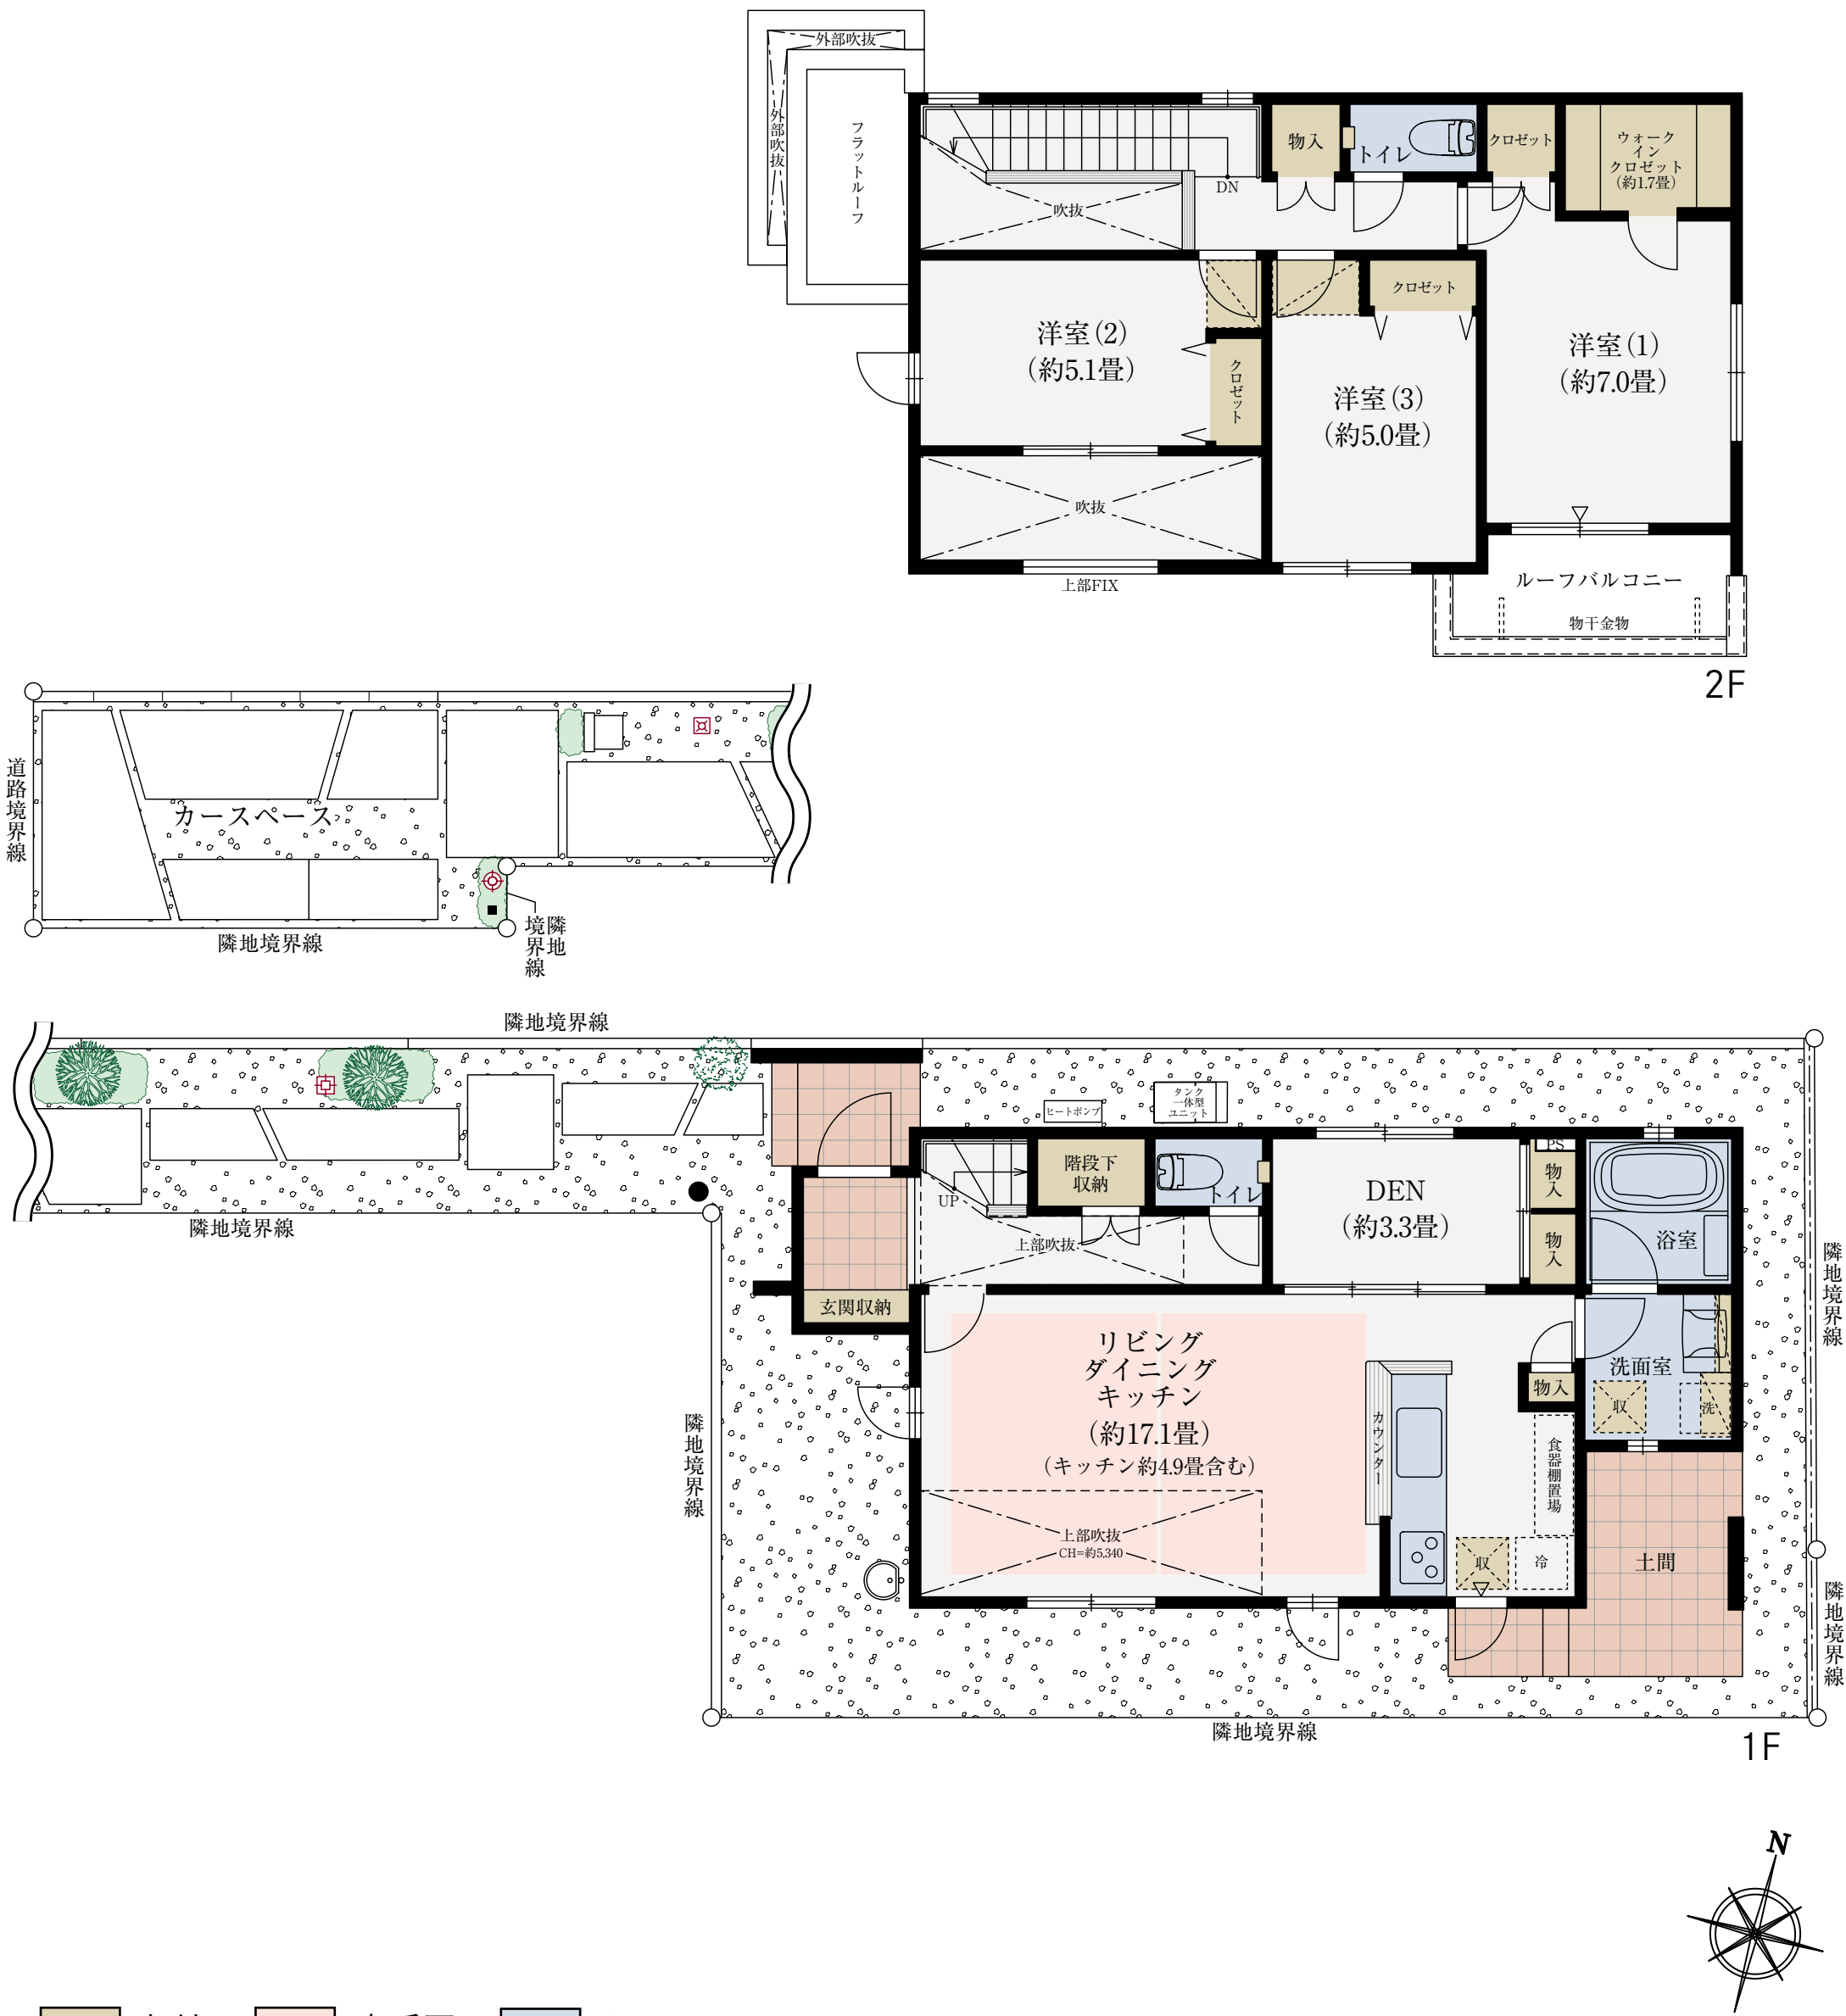 外部吹抜
外部吹抜
フラットルーフ
物入
トイレ
クロゼット
ウォーク
イン
クロゼット
（約1.7畳）
DN
吹抜
クロゼット
洋室（2）
（約5.1畳）
クロゼット
洋室（3）
（約5.0畳）
洋室（1）
（約7.0畳）
吹抜
上部FIX
ルーフバルコニー
物干金物
2F
道路境界線
カースペース
隣地境界線
隣地
境界線
隣地境界線
隣地境界線
ヒートポンプ
タンク
一体型
ユニット
UP
階段下
収納
トイレ
上部吹抜
DEN
（約3.3畳）
PS
物入
物入
浴室
玄関収納
リビング
ダイニング
キッチン
（約17.1畳）
（キッチン約4.9畳含む）
カウンター
物入
洗面室
収
洗
食器棚置場
上部吹抜
CH=約5,340
収
冷
土間
隣地境界線
隣地境界線
隣地境界線
隣地境界線
1F
N